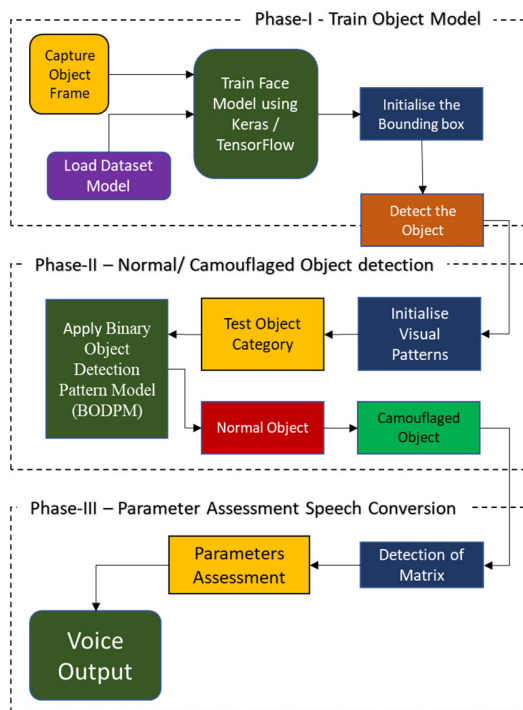 Phase-I - Train Object Model
Capture
Object
Frame
Train Face
Model using
Keras /
TensorFlow
Initialise the
Bounding box
Load Dataset
Model
Detect the
Object
Phase-II – Normal/ Camouflaged Object detection
Apply Binary
Object
Detection
Pattern Model
(BODPM)
Test Object
Category
Initialise
Visual
Patterns
Normal Object
Camouflaged
Object
Phase-III – Parameter Assessment Speech Conversion
Parameters
Assessment
Detection of
Matrix
Voice
Output